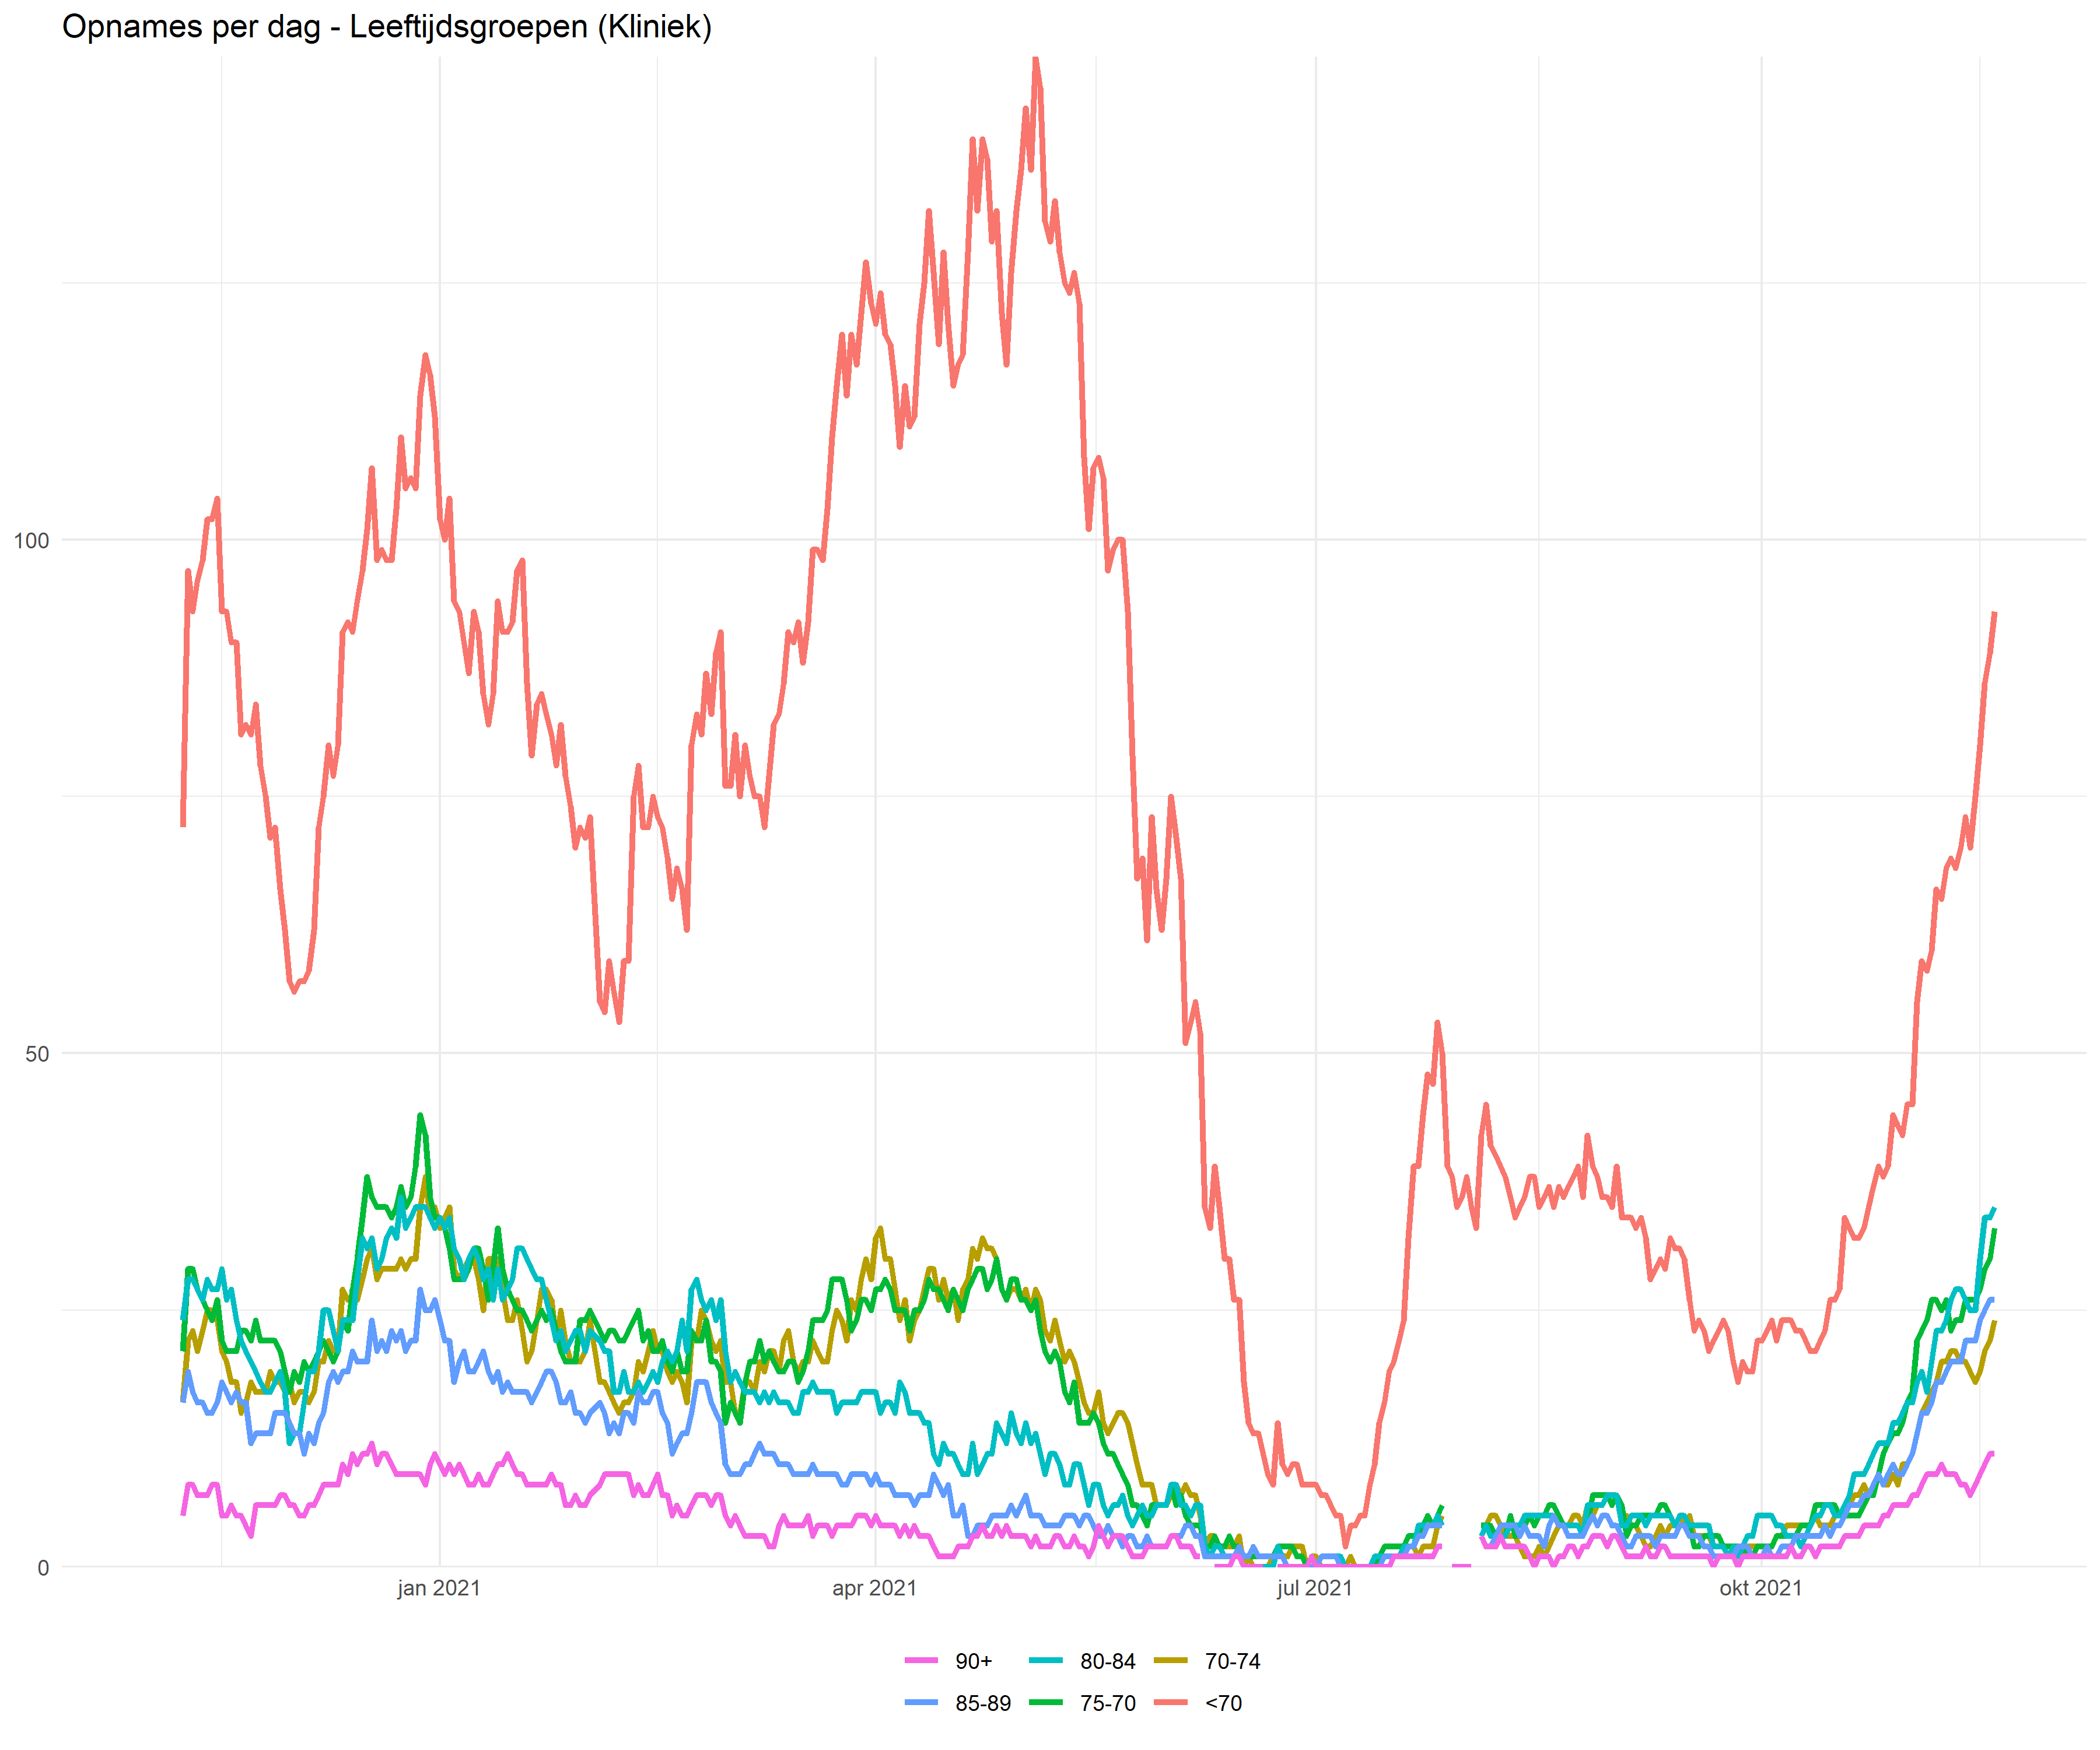 Opnames per dag - Leeftijdsgroepen (Kliniek)
100
50
0
jan 2021 apr 2021 jul 2021 okt 2021
90+ 80-84 70-74
85-89 75-70 <70